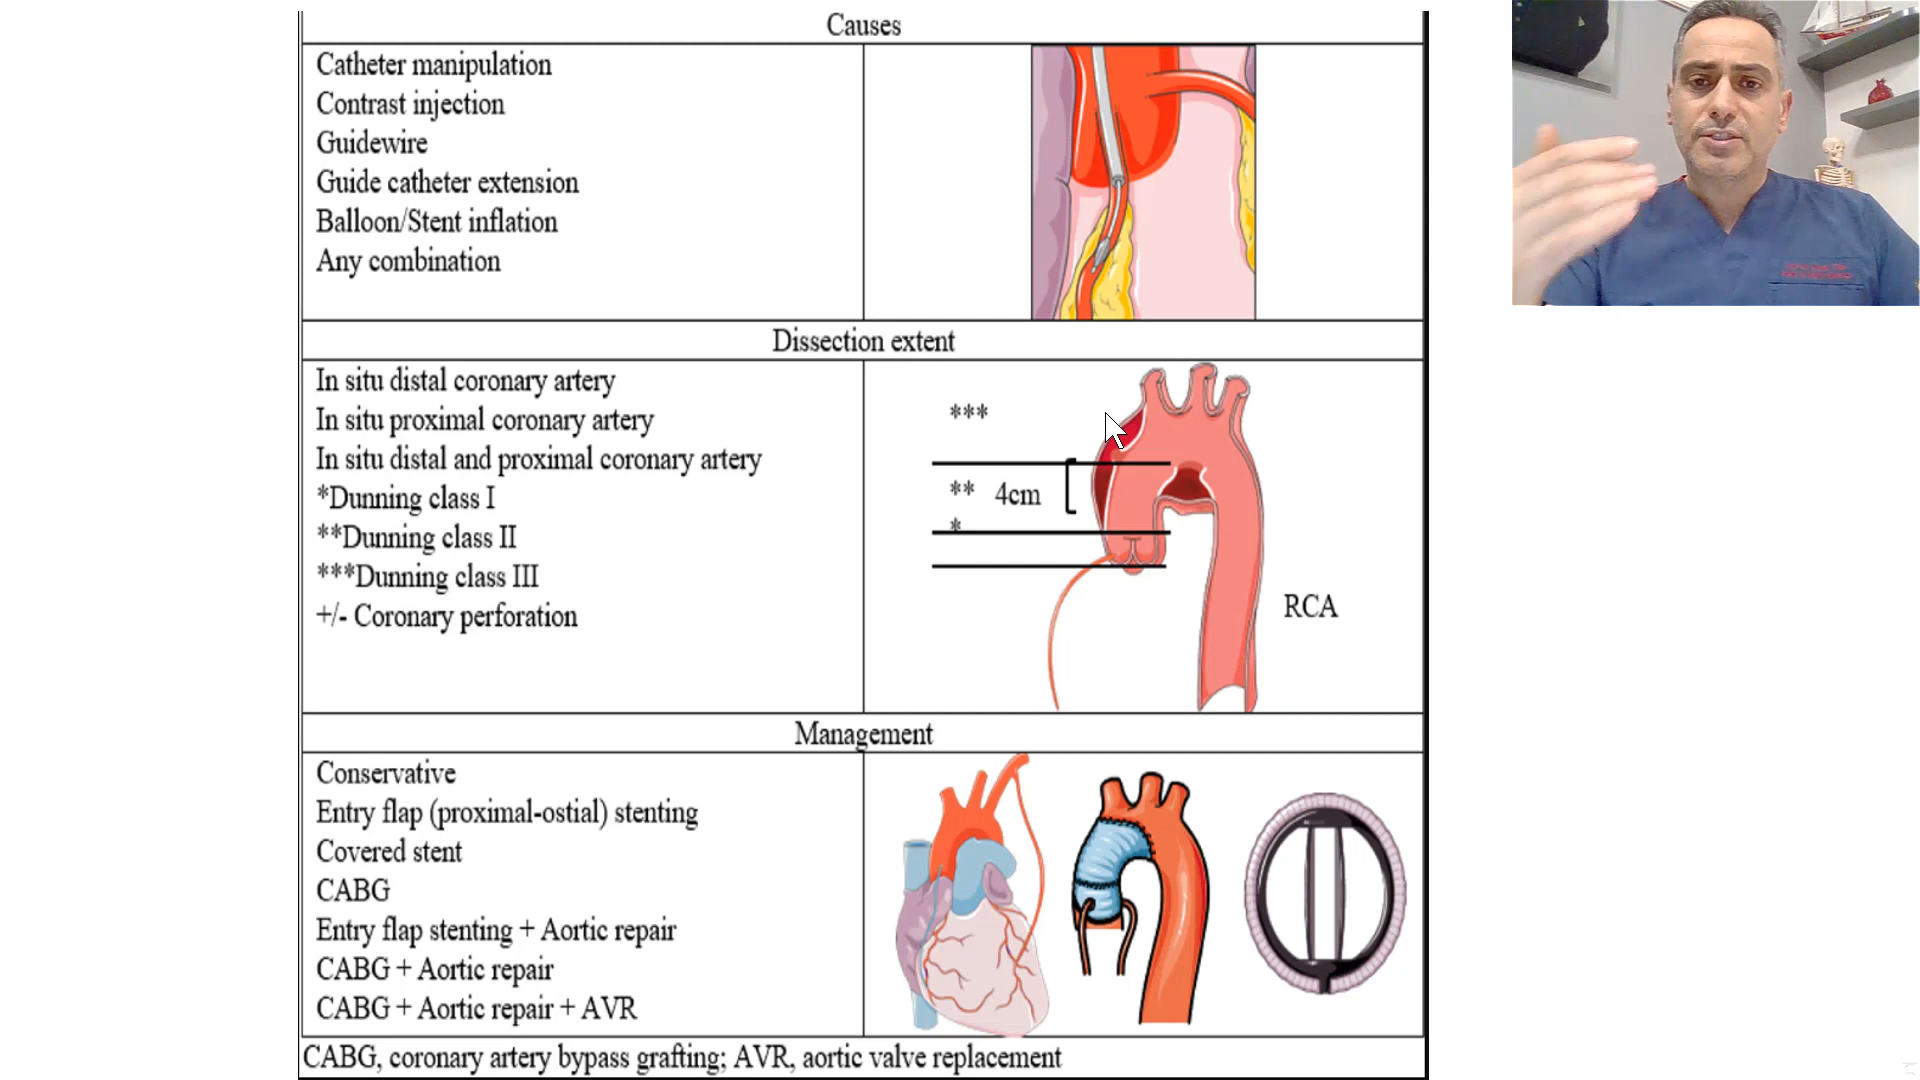 Causes
Catheter manipulation
Contrast injection
Guidewire
Guide catheter extension
Balloon/Stent inflation
Any combination
Dissection extent
In situ distal coronary artery
In situ proximal coronary artery
In situ distal and proximal coronary artery
*Dunning class I
**Dunning class II
***Dunning class III
+/- Coronary perforation
***
** 4cm
*
RCA
Management
Conservative
Entry flap (proximal-ostial) stenting
Covered stent
CABG
Entry flap stenting + Aortic repair
CABG + Aortic repair
CABG + Aortic repair + AVR
CABG, coronary artery bypass grafting; AVR, aortic valve replacement